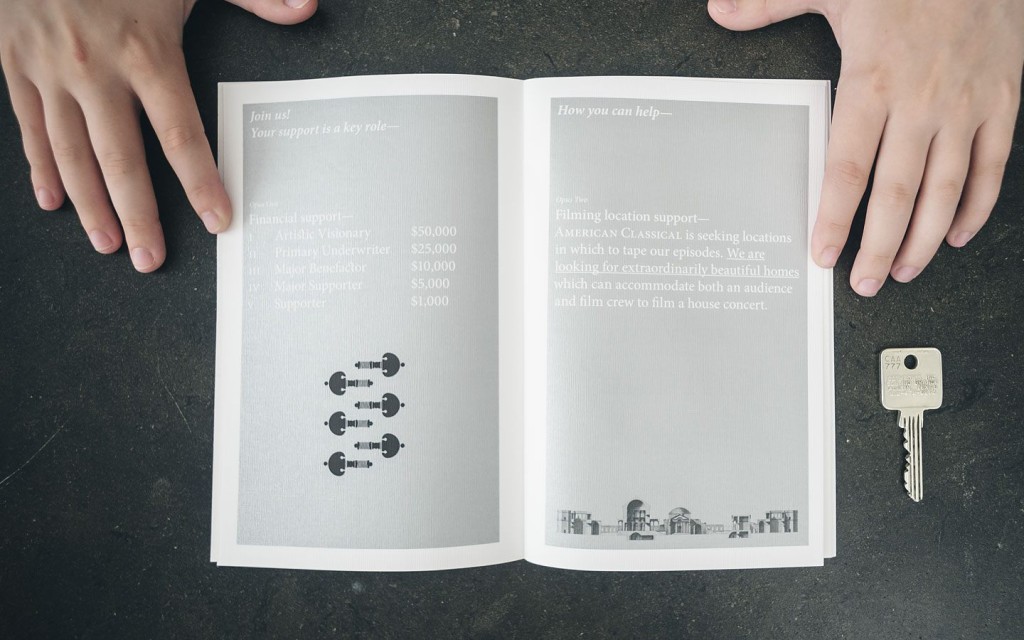 Join us!
Your support is a key role—
Opus One
Financial support—
I Artistic Visionary $50,000
II Primary Underwriter $25,000
III Major Benefactor $10,000
IV Major Supporter $5,000
V Supporter $1,000
How you can help—
Opus Two
Filming location support—
AMERICAN CLASSICAL is seeking locations
in which to tape our episodes. We are
looking for extraordinarily beautiful homes
which can accommodate both an audience
and film crew to film a house concert.
777